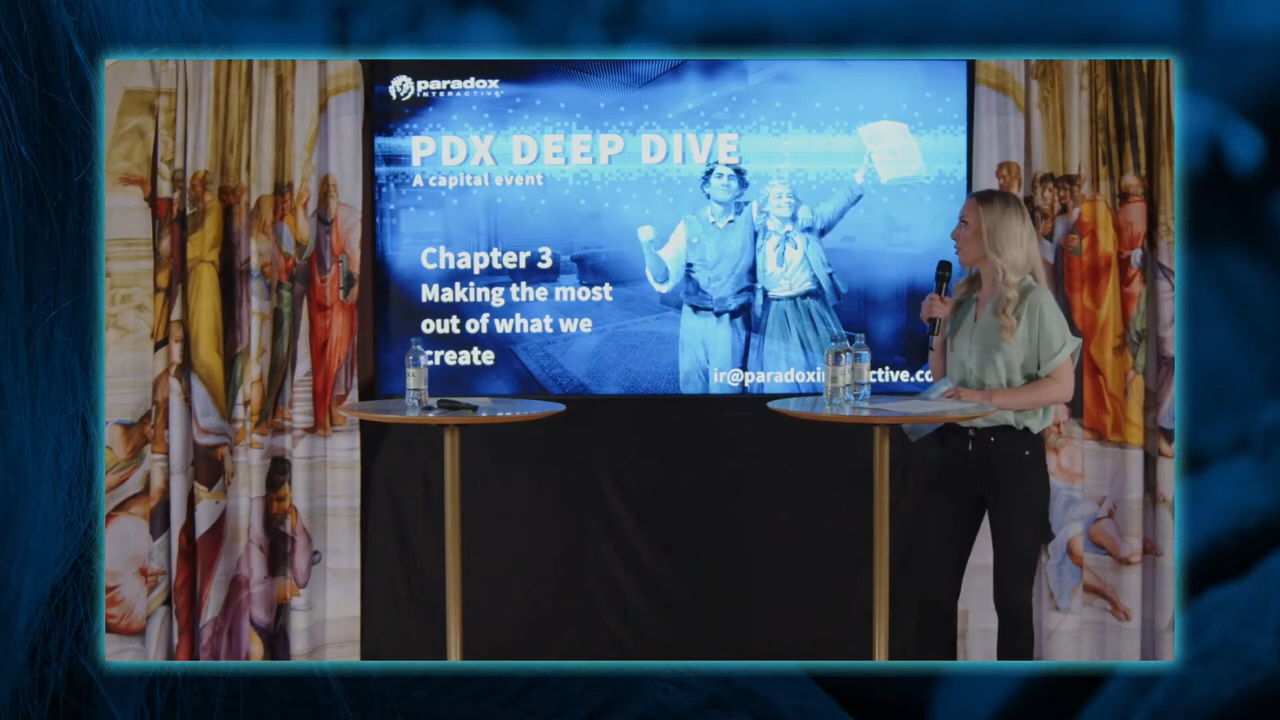 paradox
INTERACTIVE
PDX DEEP DIVE
A capital event
Chapter 3
Making the most
out of what we
create